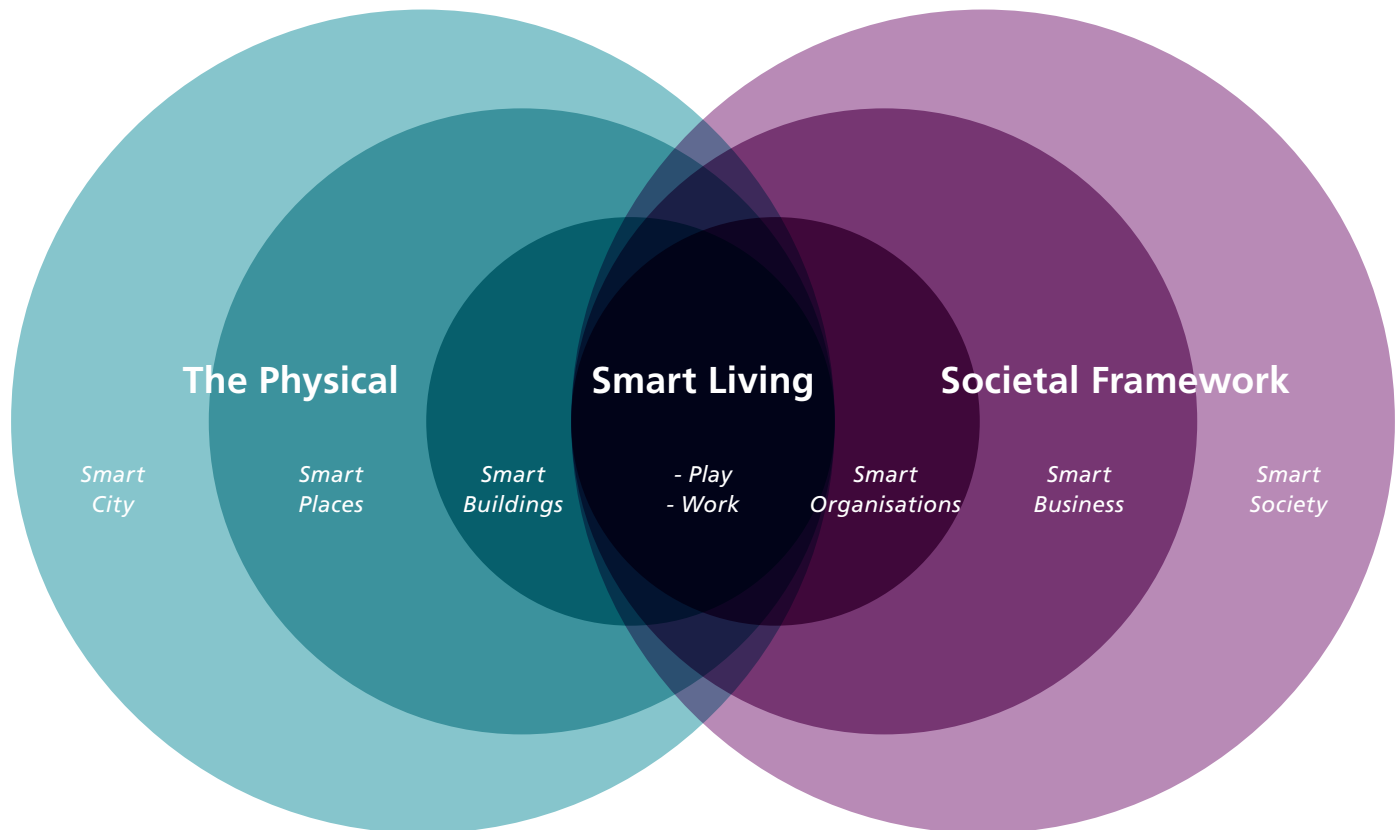 The Physical
Smart Living
Societal Framework
Smart
City
Smart
Places
Smart
Buildings
- Play
- Work
Smart
Organisations
Smart
Business
Smart
Society